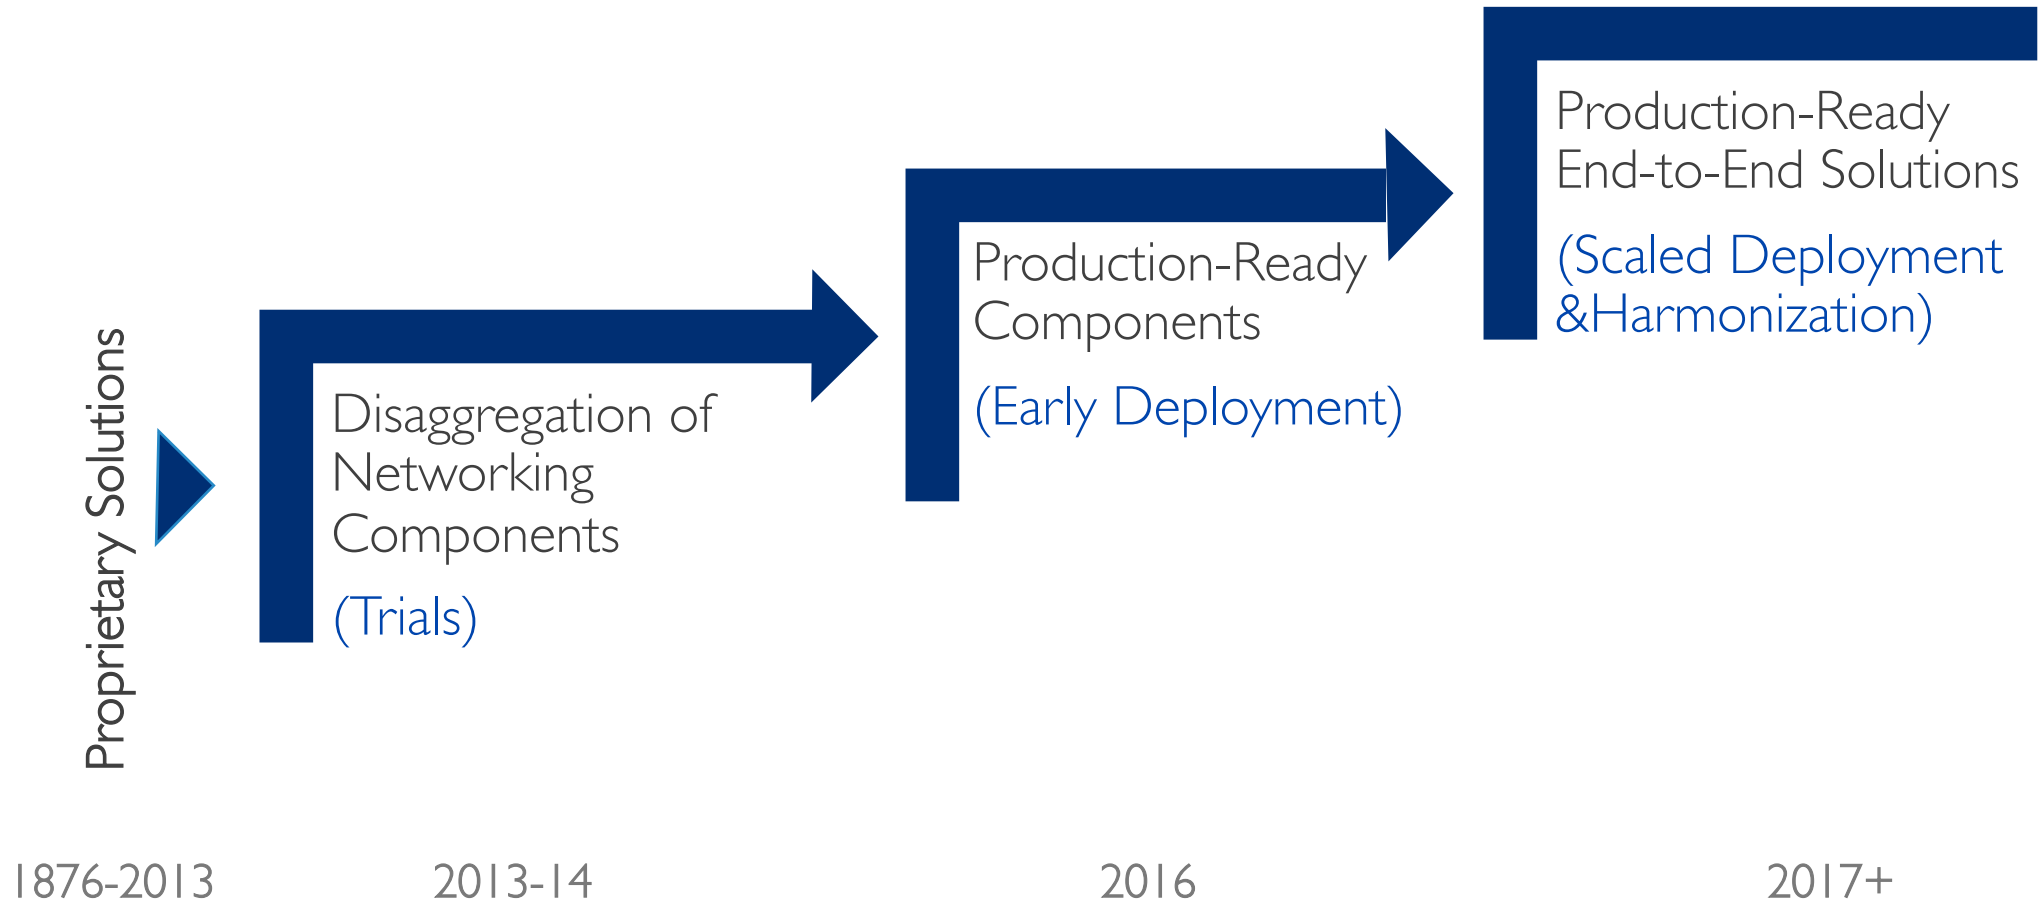 Proprietary Solutions
Disaggregation of
Networking
Components
(Trials)
Production-Ready
Components
(Early Deployment)
Production-Ready
End-to-End Solutions
(Scaled Deployment
&Harmonization)
1876-2013
2013-14
2016
2017+